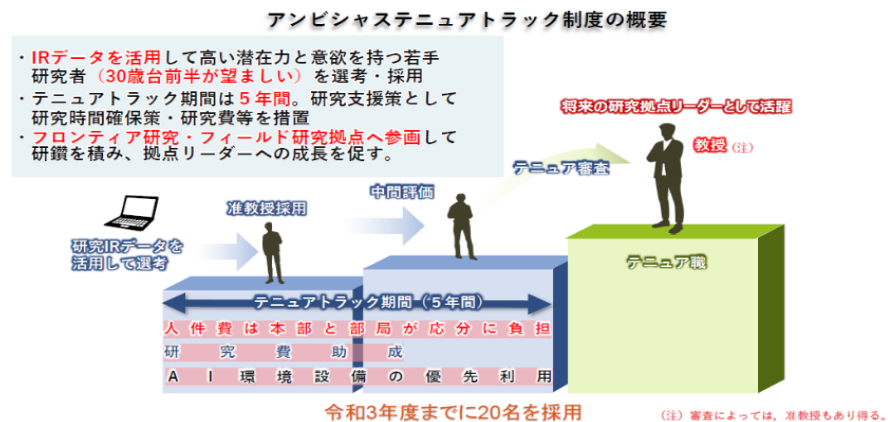 アンビシャステニュアトラック制度の概要
・IRデータを活用して高い潜在力と意欲を持つ若手
研究者（30歳台前半が望ましい）を選考・採用
・テニュアトラック期間は５年間。研究支援策として
研究時間確保策・研究費等を措置
・フロンティア研究・フィールド研究拠点へ参画して
研鑽を積み、拠点リーダーへの成長を促す。
将来の研究拠点リーダーとして活躍
教授（注）
テニュア審査
中間評価
准教授採用
研究IRデータを
活用して選考
テニュア職
テニュアトラック期間（５年間）
人件費は本部と部局が応分に負担
研究費助成
ＡＩ環境設備の優先利用
令和3年度までに20名を採用
（注）審査によっては，准教授もあり得る。